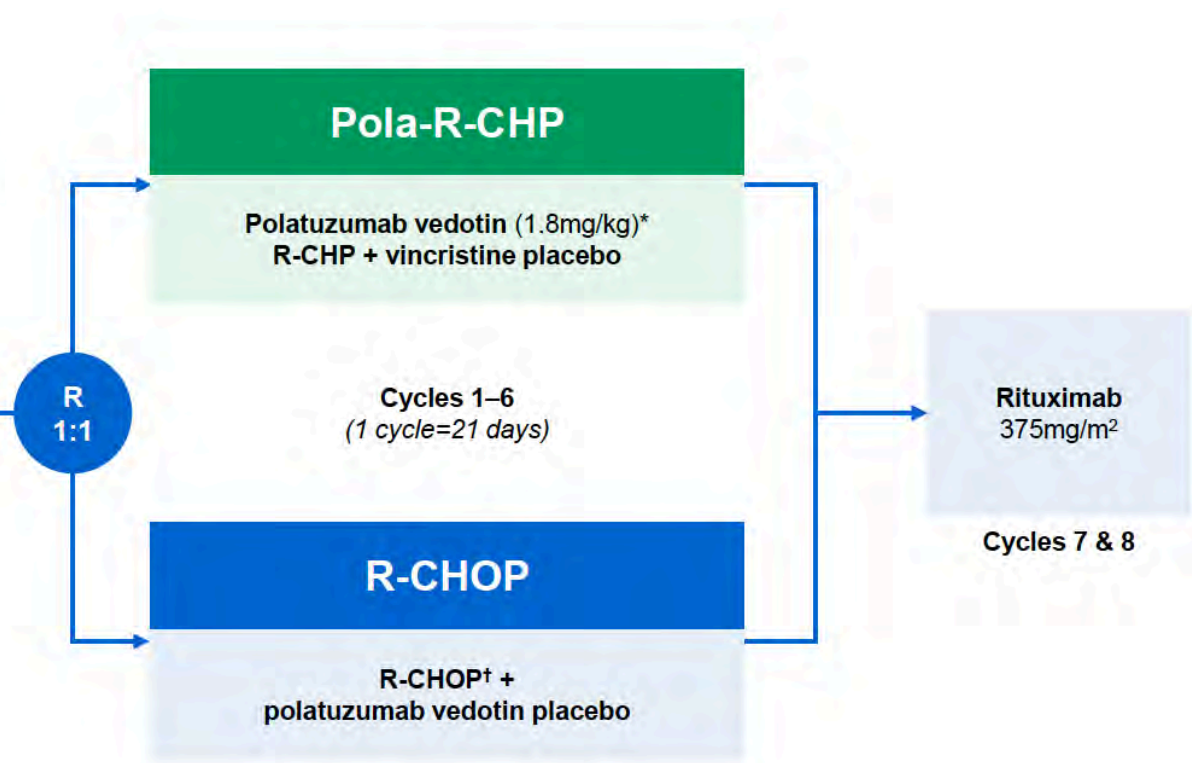 Pola-R-CHP
Polatuzumab vedotin (1.8mg/kg)*
R-CHP + vincristine placebo
R
1:1
Cycles 1–6
(1 cycle=21 days)
Rituximab
375mg/m²
Cycles 7 & 8
R-CHOP
R-CHOP† +
polatuzumab vedotin placebo